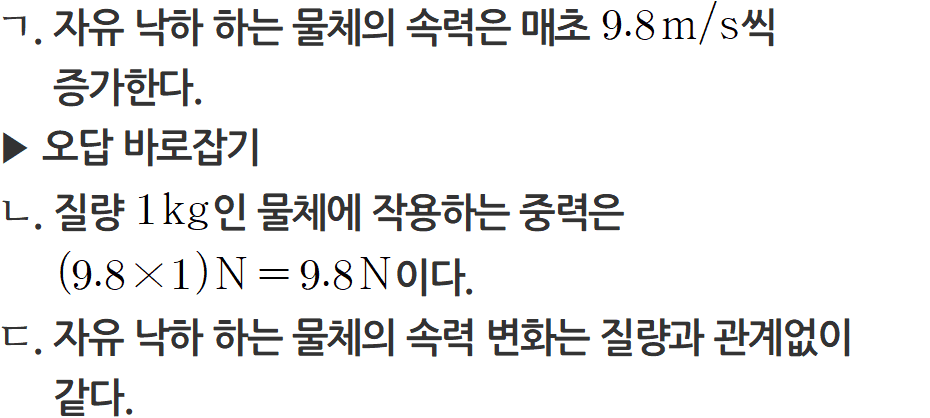 ㄱ. 자유 낙하 하는 물체의 속력은 매초 9.8m/s씩
증가한다.
▶ 오답 바로잡기
ㄴ. 질량 1kg인 물체에 작용하는 중력은
(9.8×1)N=9.8N이다.
ㄷ. 자유 낙하 하는 물체의 속력 변화는 질량과 관계없이
같다.